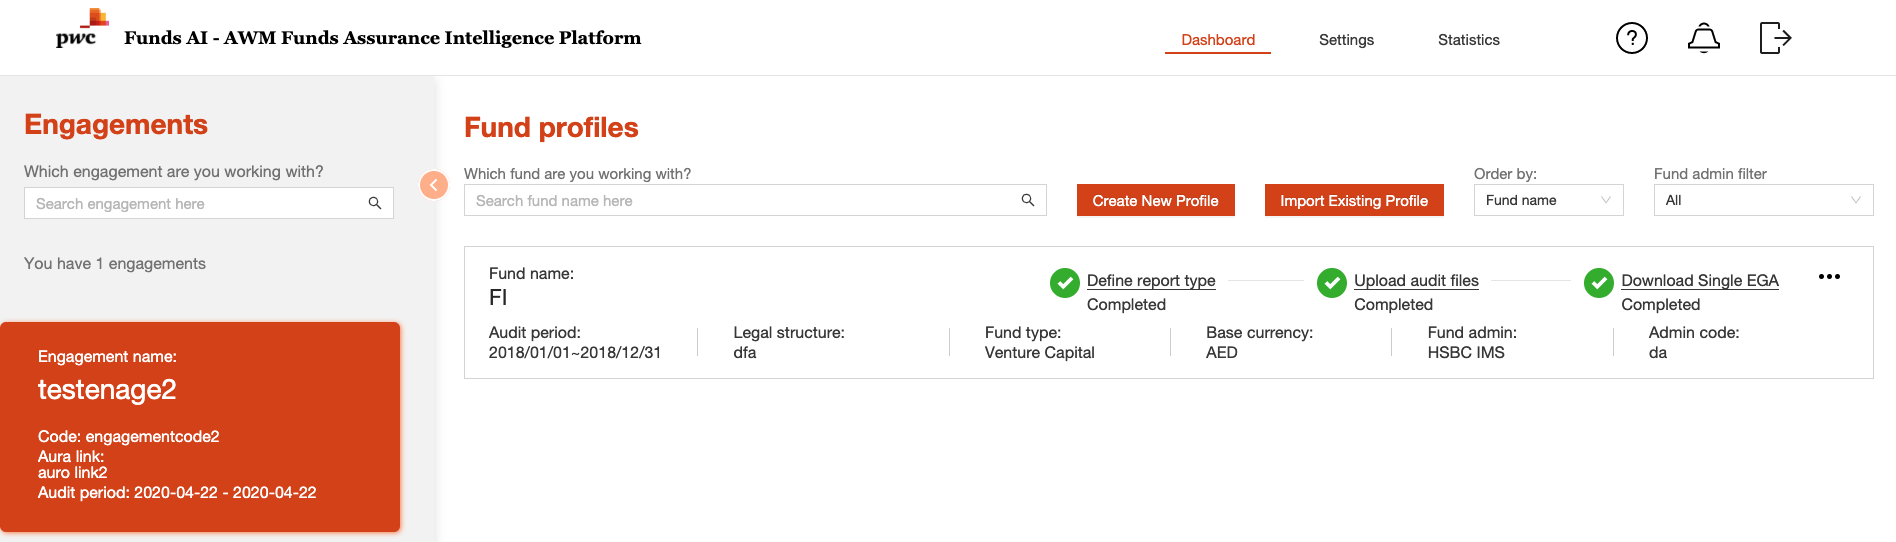 pwc
Funds AI - AWM Funds Assurance Intelligence Platform
Dashboard
Settings
Statistics
?
Engagements
Which engagement are you working with?
Search engagement here
You have 1 engagements
Engagement name:
testenage2
Code: engagementcode2
Aura link:
auro link2
Audit period: 2020-04-22 - 2020-04-22
Fund profiles
Which fund are you working with?
Search fund name here
Create New Profile
Import Existing Profile
Order by:
Fund name
Fund admin filter
All
Fund name:
FI
Define report type
Completed
Upload audit files
Completed
Download Single EGA
Completed
Audit period:
2018/01/01~2018/12/31
Legal structure:
dfa
Fund type:
Venture Capital
Base currency:
AED
Fund admin:
HSBC IMS
Admin code:
da